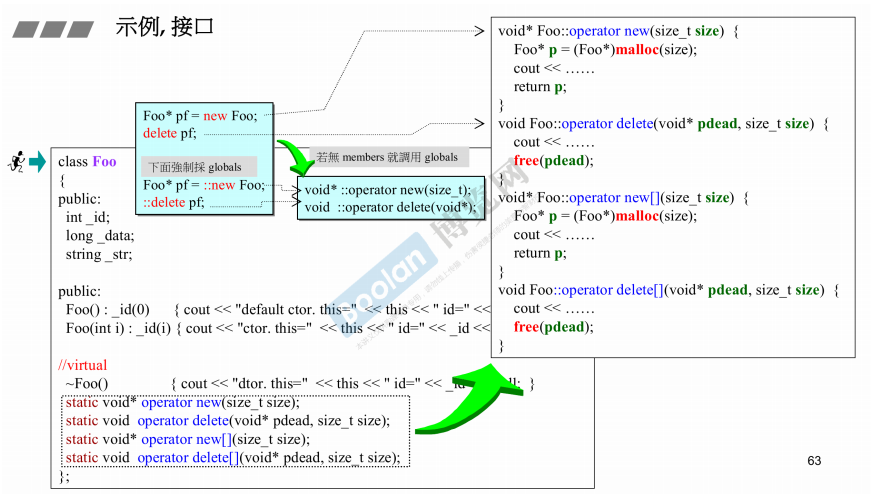 示例, 接口
Foo* pf = new Foo;
delete pf;
下面強制採 globals
Foo* pf = ::new Foo;
::delete pf;
若無 members 就調用 globals
void* ::operator new(size_t);
void ::operator delete(void*);
class Foo
{
public:
int _id;
long _data;
string _str;
public:
Foo() : _id(0) { cout << "default ctor. this=" << this << " id=" <<
Foo(int i) : _id(i) { cout << "ctor. this=" << this << " id=" << _id <<
//virtual
~Foo() { cout << "dtor. this=" << this << " id=" << _id
static void* operator new(size_t size);
static void operator delete(void* pdead, size_t size);
static void* operator new[](size_t size);
static void operator delete[](void* pdead, size_t size);
};
void* Foo::operator new(size_t size) {
Foo* p = (Foo*)malloc(size);
cout << ……
return p;
}
void Foo::operator delete(void* pdead, size_t size) {
cout << ……
free(pdead);
}
void* Foo::operator new[](size_t size) {
Foo* p = (Foo*)malloc(size);
cout << ……
return p;
}
void Foo::operator delete[](void* pdead, size_t size) {
cout << ……
free(pdead);
}
Boolan
博览网
63